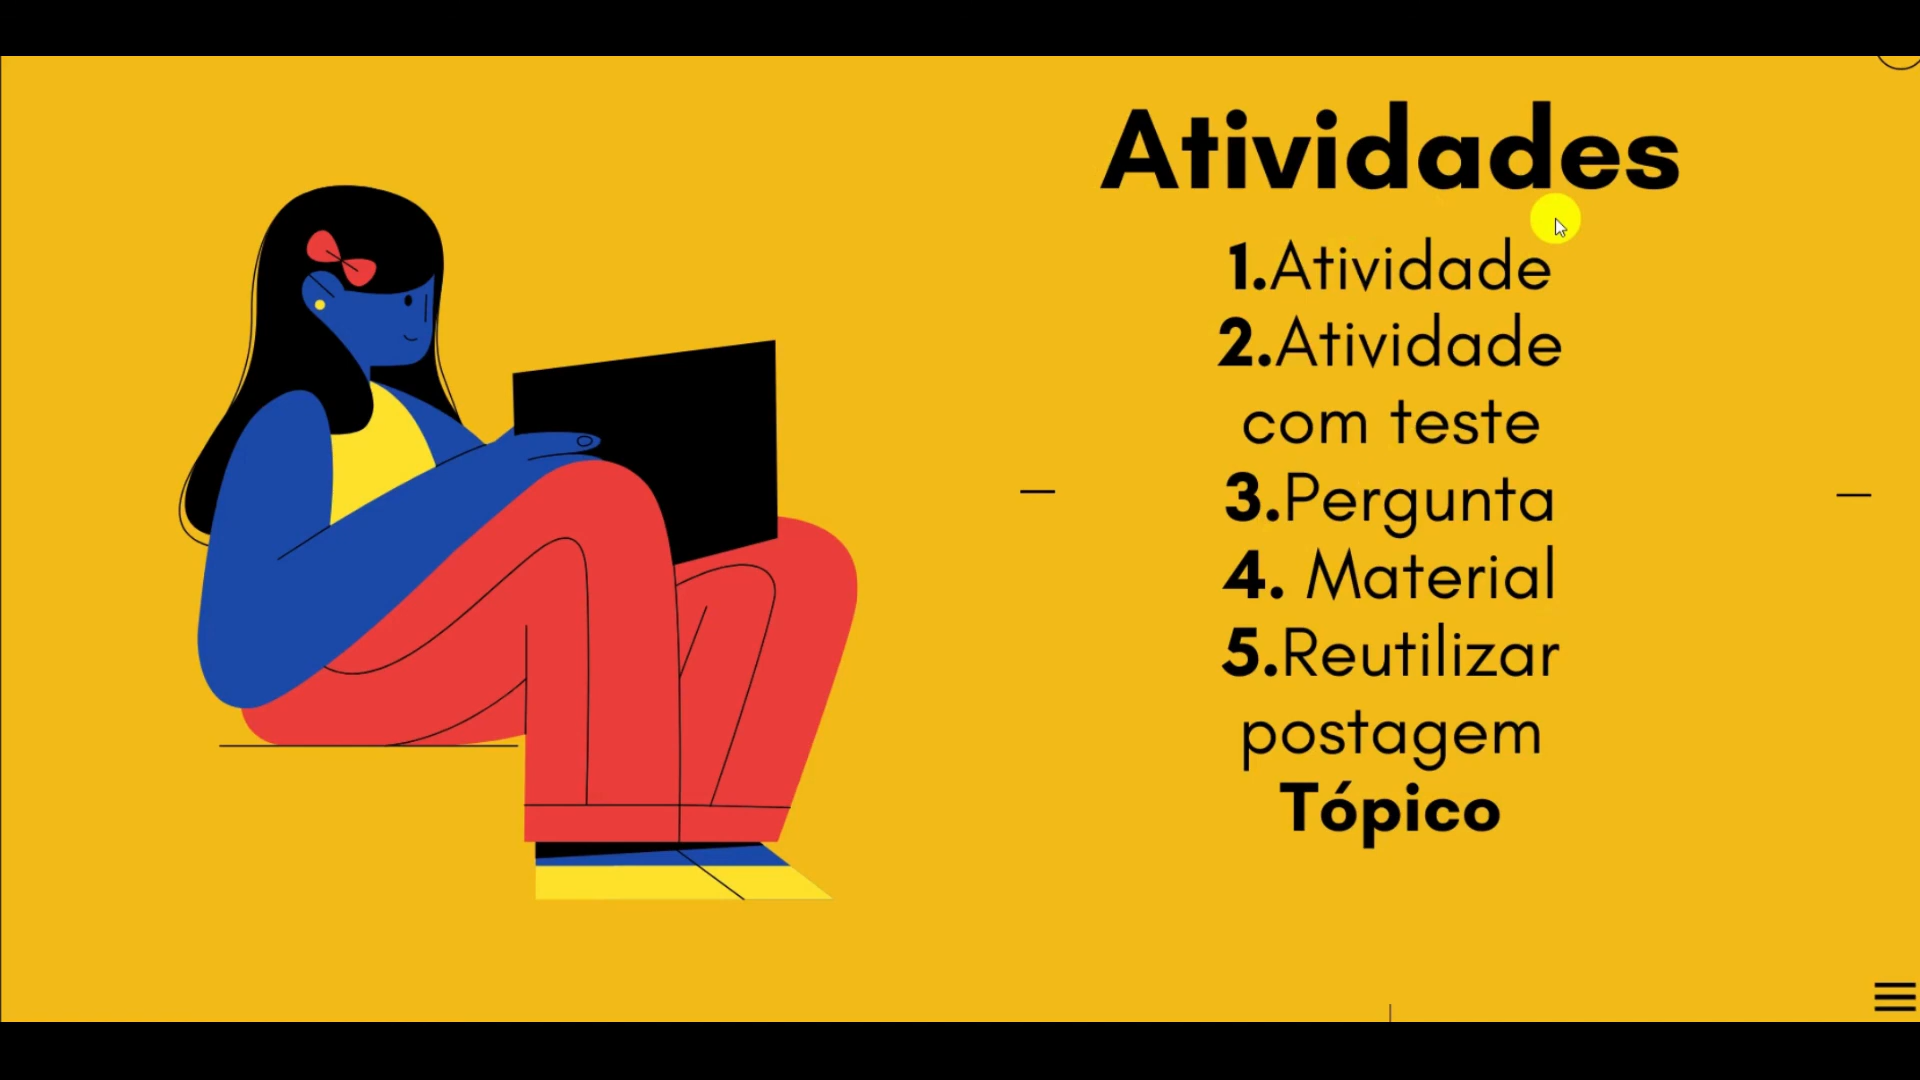 Atividades
1.Atividade
2.Atividade
com teste
3.Pergunta
4. Material
5.Reutilizar
postagem
Tópico